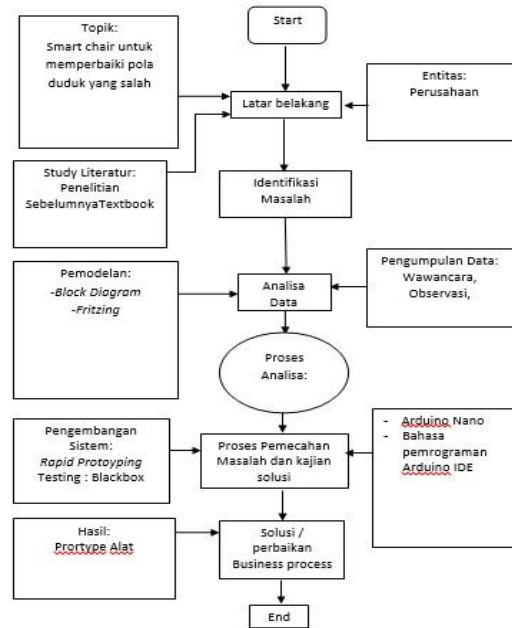 Start
Topik:
Smart chair untuk
memperbaiki pola
duduk yang salah
Latar belakang
Entitas:
Perusahaan
Study Literatur:
Penelitian
SebelumnyaTextbook
Identifikasi
Masalah
Pemodelan:
-Block Diagram
-Fritzing
Analisa
Data
Pengumpulan Data:
Wawancara,
Observasi,
Proses
Analisa:
Pengembangan
Sistem:
Rapid Protoyping
Testing : Blackbox
Proses Pemecahan
Masalah dan kajian
solusi
- Arduino Nano
- Bahasa
pemrograman
Arduino IDE
Hasil:
Prortype Alat
Solusi /
perbaikan
Business process
End